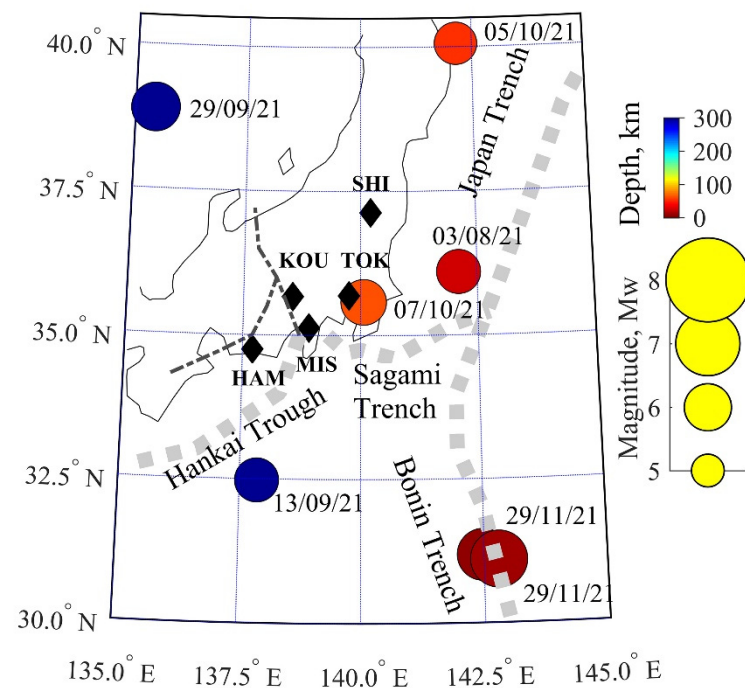 40.0° N
05/10/21
Japan Trench
29/09/21
37.5° N
SHI
03/08/21
KOU
TOK
07/10/21
35.0° N
HAM
MIS
Sagami
Trench
Hankai Trough
32.5° N
13/09/21
Bonin Trench
29/11/21
29/11/21
30.0° N
135.0° E
137.5° E
140.0° E
142.5° E
145.0° E
Depth, km
300
200
100
0
Magnitude, Mw
8
7
6
5